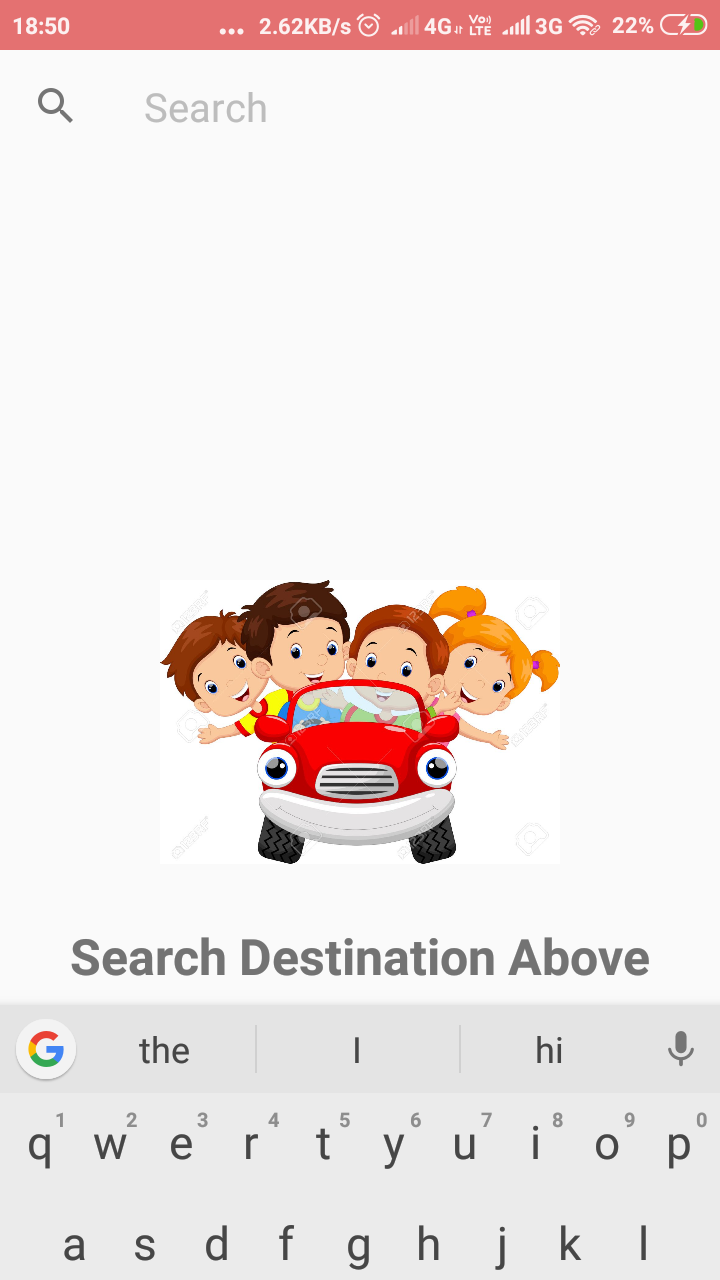 18:50 ... 2.62KB/s 4G Vo) LTE 3G 22%
Search
Search Destination Above
G the I hi
1 2 3 4 5 6 7 8 9 0
q w e r t y u i o p
a s d f g h j k l